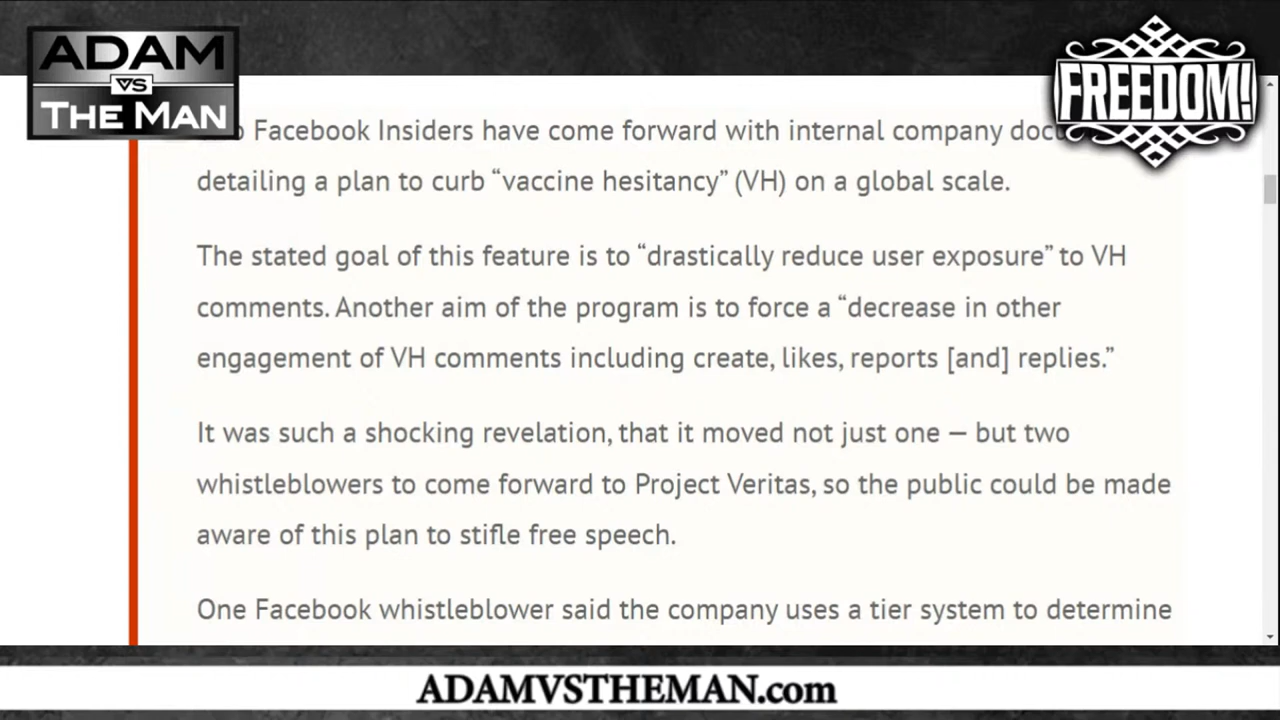 ADAM
VS
THE MAN
FREEDOM!
Facebook Insiders have come forward with internal company
detailing a plan to curb “vaccine hesitancy” (VH) on a global scale.
The stated goal of this feature is to “drastically reduce user exposure” to VH
comments. Another aim of the program is to force a “decrease in other
engagement of VH comments including create, likes, reports [and] replies.”
It was such a shocking revelation, that it moved not just one — but two
whistleblowers to come forward to Project Veritas, so the public could be made
aware of this plan to stifle free speech.
One Facebook whistleblower said the company uses a tier system to determine
ADAMVSTHEMAN.com